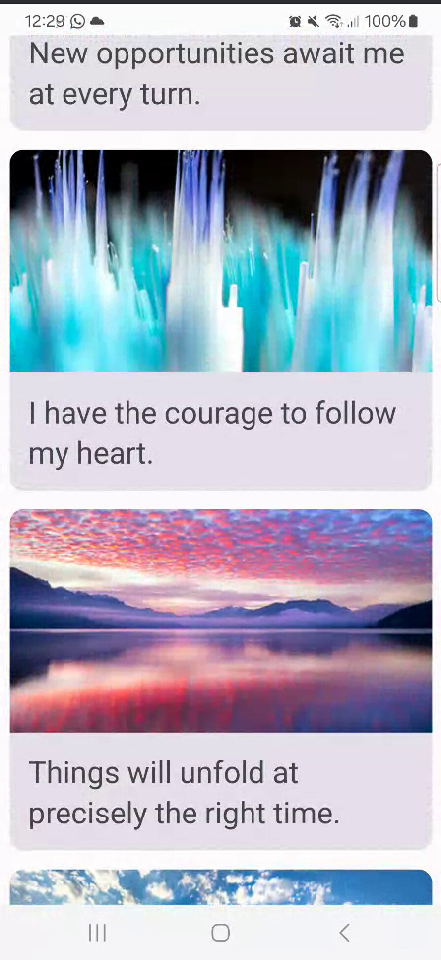 12:29
100%
New opportunities await me
at every turn.
I have the courage to follow
my heart.
Things will unfold at
precisely the right time.